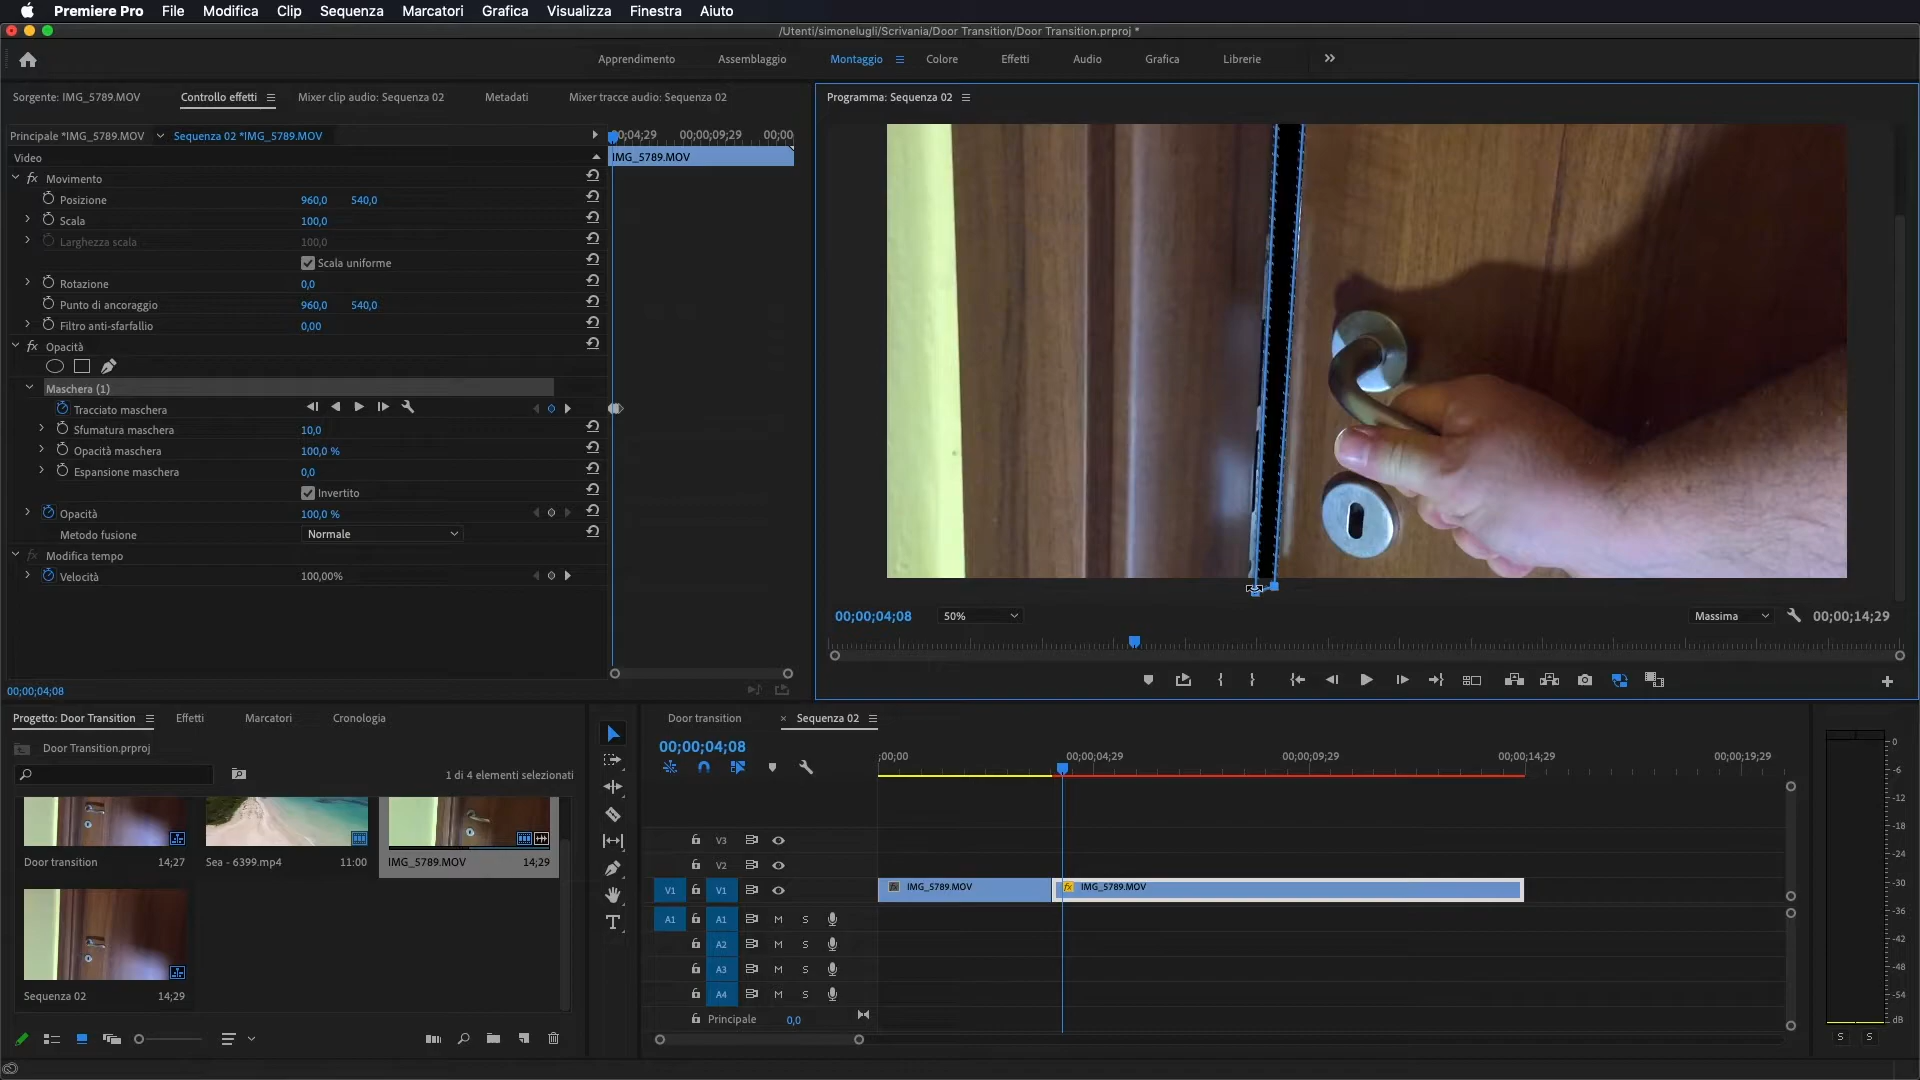 Premiere Pro File Modifica Clip Sequenza Marcatori Grafica Visualizza Finestra Aiuto
/Utenti/simonelugli/Scrivania/Door Transition/Door Transition.prproj *
Apprendimento Assemblaggio Montaggio Colore Effetti Audio Grafica Librerie
Sorgente: IMG_5789.MOV Controllo effetti Mixer clip audio: Sequenza 02 Metadati Mixer tracce audio: Sequenza 02
Programma: Sequenza 02
Principale *IMG_5789.MOV Sequenza 02 *IMG_5789.MOV
00;04;29 00;00;09;29 00;00
Video
IMG_5789.MOV
fx Movimento
Posizione 960,0 540,0
Scala 100,0
Larghezza scala 100,0
Scala uniforme
Rotazione 0,0
Punto di ancoraggio 960,0 540,0
Filtro anti-sfarfallio 0,00
fx Opacità
Maschera (1)
Tracciato maschera
Sfumatura maschera 10,0
Opacità maschera 100,0 %
Espansione maschera 0,0
Invertito
Opacità 100,0 %
Metodo fusione Normale
fx Modifica tempo
Velocità 100,00%
00;00;04;08
00;00;04;08 50% Massima 00;00;14;29
Progetto: Door Transition Effetti Marcatori Cronologia
Door Transition.prproj
1 di 4 elementi selezionati
Door transition 14;27
Sea - 6399.mp4 11:00
IMG_5789.MOV 14;29
Sequenza 02 14;29
Door transition × Sequenza 02
00;00;04;08
;00;00 00;00;04;29 00;00;09;29 00;00;14;29 00;00;19;29
V3
V2
V1 V1 fx IMG_5789.MOV fx IMG_5789.MOV
A1 A1 M S
A2 M S
A3 M S
A4 M S
Principale 0,0
0
-6
-12
-18
-24
-30
-36
-42
-48
-54
dB
S S